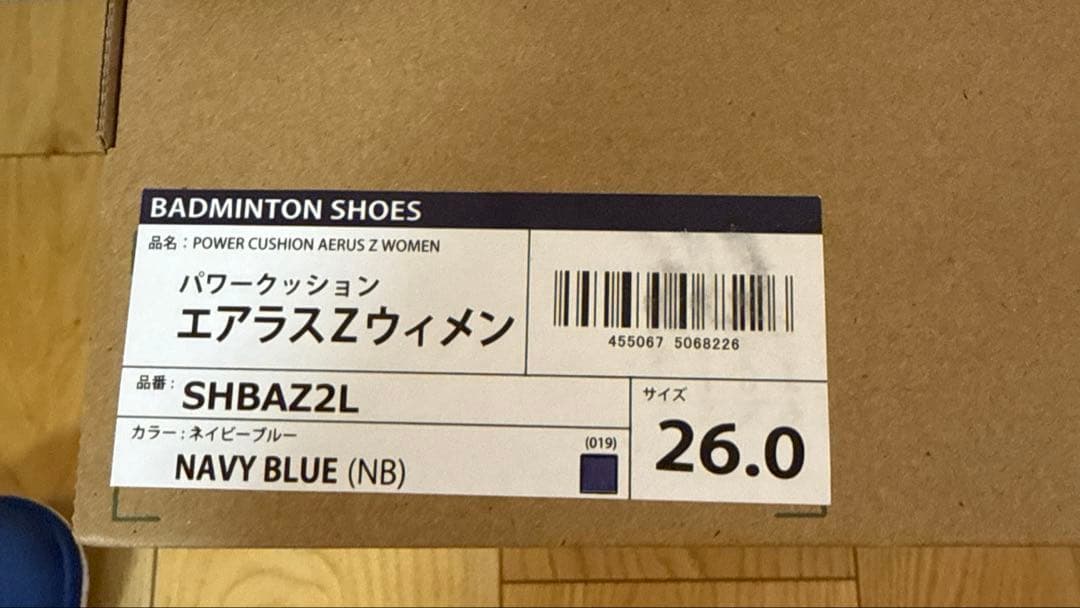 BADMINTON SHOES
品名：POWER CUSHION AERUS Z WOMEN
パワークッション
エアラスZウィメン
455067 5068226
品番：SHBAZ2L
サイズ
26.0
カラー：ネイビーブルー
(019)
NAVY BLUE (NB)